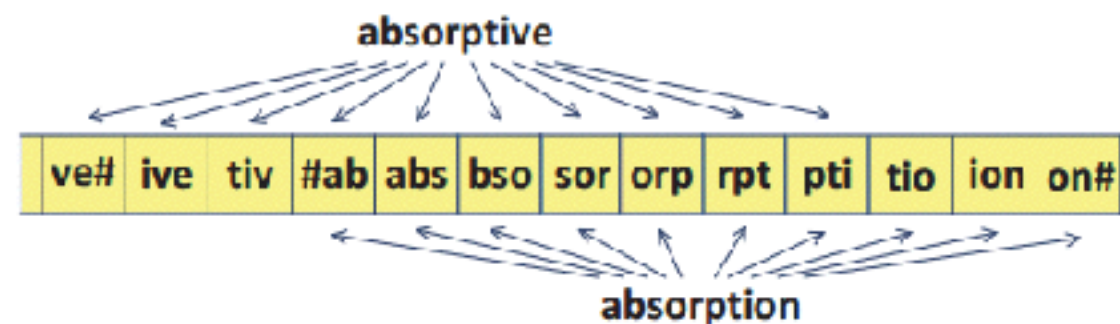 absorptive
ve# ive tiv #ab abs bso sor orp rpt pti tio ion on#
absorption